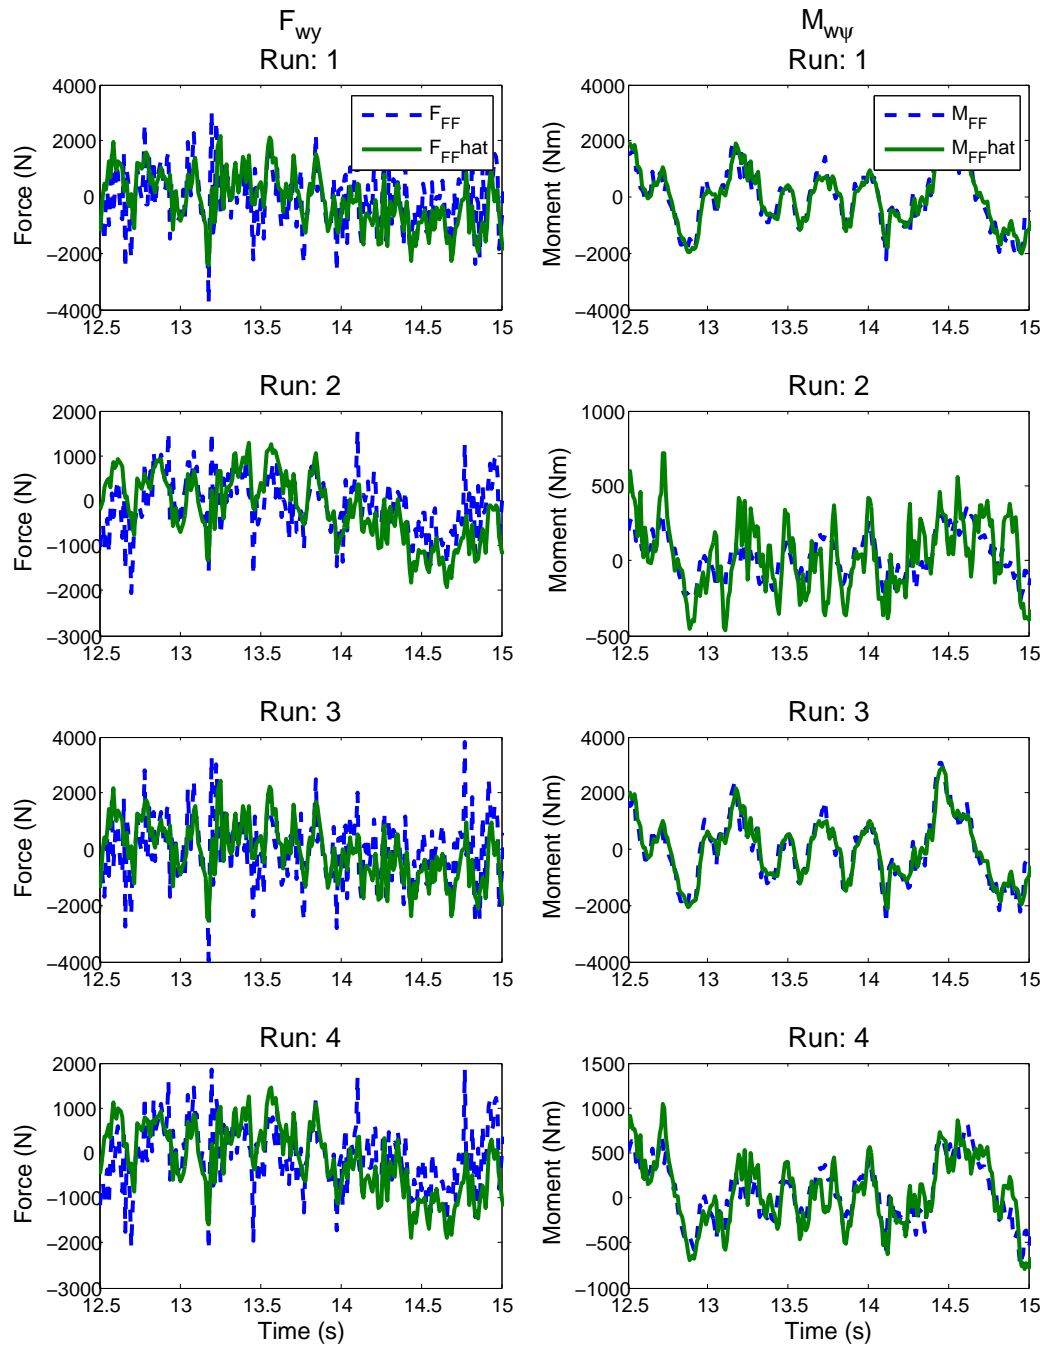 F_wy
M_wψ
Run: 1
Run: 1
4000
2000
0
−2000
−4000
Force (N)
12.5 13 13.5 14 14.5 15
F_FF
F_FFhat
4000
2000
0
−2000
−4000
Moment (Nm)
12.5 13 13.5 14 14.5 15
M_FF
M_FFhat
Run: 2
Run: 2
2000
1000
0
−1000
−2000
−3000
Force (N)
12.5 13 13.5 14 14.5 15
1000
500
0
−500
Moment (Nm)
12.5 13 13.5 14 14.5 15
Run: 3
Run: 3
4000
2000
0
−2000
−4000
Force (N)
12.5 13 13.5 14 14.5 15
4000
2000
0
−2000
−4000
Moment (Nm)
12.5 13 13.5 14 14.5 15
Run: 4
Run: 4
2000
1000
0
−1000
−2000
−3000
Force (N)
12.5 13 13.5 14 14.5 15
Time (s)
1500
1000
500
0
−500
−1000
Moment (Nm)
12.5 13 13.5 14 14.5 15
Time (s)